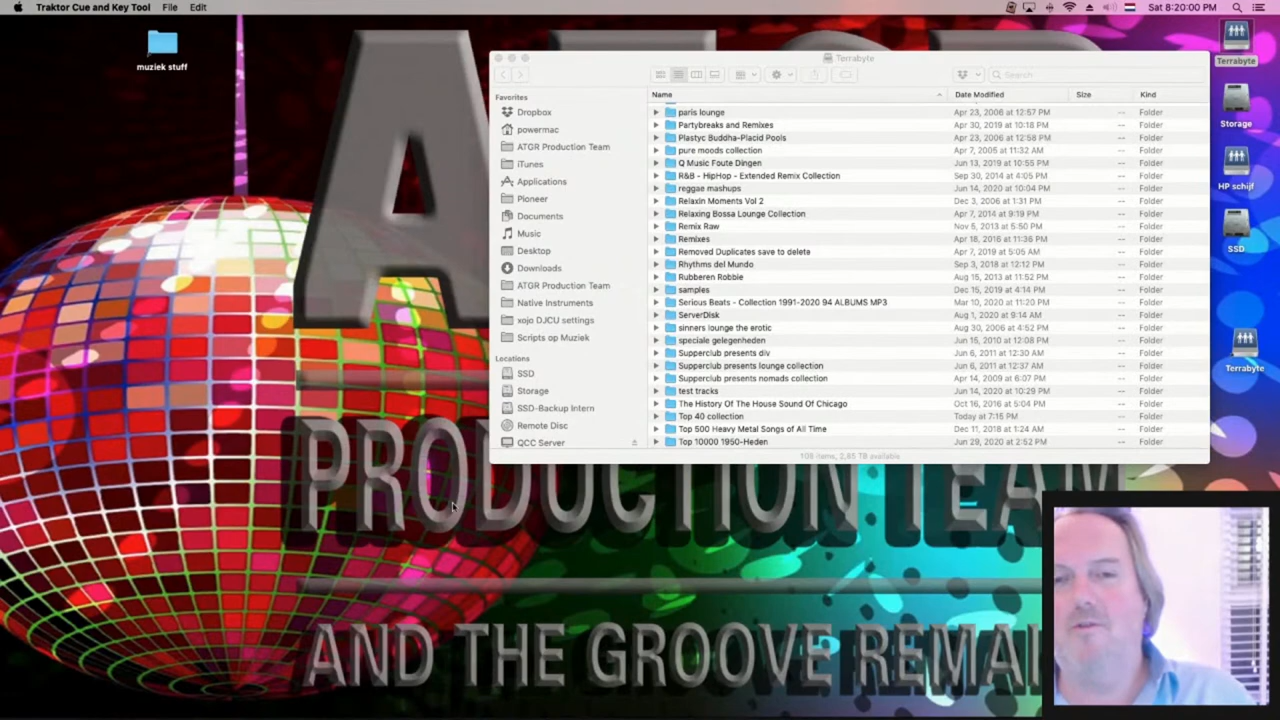 Traktor Cue and Key Tool File Edit
Sat 8:20:00 PM
muziek stuff
Terrabyte
Search
Favorites
Dropbox
powermac
ATGR Production Team
iTunes
Applications
Pioneer
Documents
Music
Desktop
Downloads
ATGR Production Team
Native Instruments
xojo DJCU settings
Scripts op Muziek
Locations
SSD
Storage
SSD-Backup Intern
Remote Disc
QCC Server
Name Date Modified Size Kind
paris lounge Apr 23, 2006 at 12:57 PM -- Folder
Partybreaks and Remixes Apr 30, 2019 at 10:18 PM -- Folder
Plastyc Buddha-Placid Pools Apr 23, 2006 at 12:58 PM -- Folder
pure moods collection Apr 7, 2005 at 11:32 AM -- Folder
Q Music Foute Dingen Jun 13, 2019 at 10:55 PM -- Folder
R&B - HipHop - Extended Remix Collection Sep 30, 2014 at 4:05 PM -- Folder
reggae mashups Jun 14, 2020 at 10:04 PM -- Folder
Relaxin Moments Vol 2 Dec 3, 2006 at 1:31 PM -- Folder
Relaxing Bossa Lounge Collection Apr 7, 2014 at 9:19 PM -- Folder
Remix Raw Nov 5, 2013 at 5:50 PM -- Folder
Remixes Apr 18, 2016 at 11:36 PM -- Folder
Removed Duplicates save to delete Apr 7, 2019 at 5:05 AM -- Folder
Rhythms del Mundo Sep 3, 2018 at 12:12 PM -- Folder
Rubberen Robbie Aug 15, 2013 at 11:52 PM -- Folder
samples Dec 15, 2019 at 4:14 PM -- Folder
Serious Beats - Collection 1991-2020 94 ALBUMS MP3 Mar 10, 2020 at 11:20 PM -- Folder
ServerDisk Aug 1, 2020 at 9:14 AM -- Folder
sinners lounge the erotic Aug 30, 2006 at 4:52 PM -- Folder
speciale gelegenheden Jun 15, 2010 at 12:08 PM -- Folder
Supperclub presents div Jun 6, 2011 at 12:30 AM -- Folder
Supperclub presents lounge collection Jun 6, 2011 at 12:37 AM -- Folder
Supperclub presents nomads collection Apr 14, 2009 at 6:07 PM -- Folder
test tracks Jun 14, 2020 at 10:29 PM -- Folder
The History Of The House Sound Of Chicago Oct 16, 2016 at 5:04 PM -- Folder
Top 40 collection Today at 7:15 PM -- Folder
Top 500 Heavy Metal Songs of All Time Dec 11, 2018 at 1:24 AM -- Folder
Top 10000 1950-Heden Jun 29, 2020 at 2:52 PM -- Folder
108 items, 2,85 TB available
Terrabyte
Storage
HP schijf
SSD
Terrabyte
PRODUCTION TEAM
AND THE GROOVE REMAI